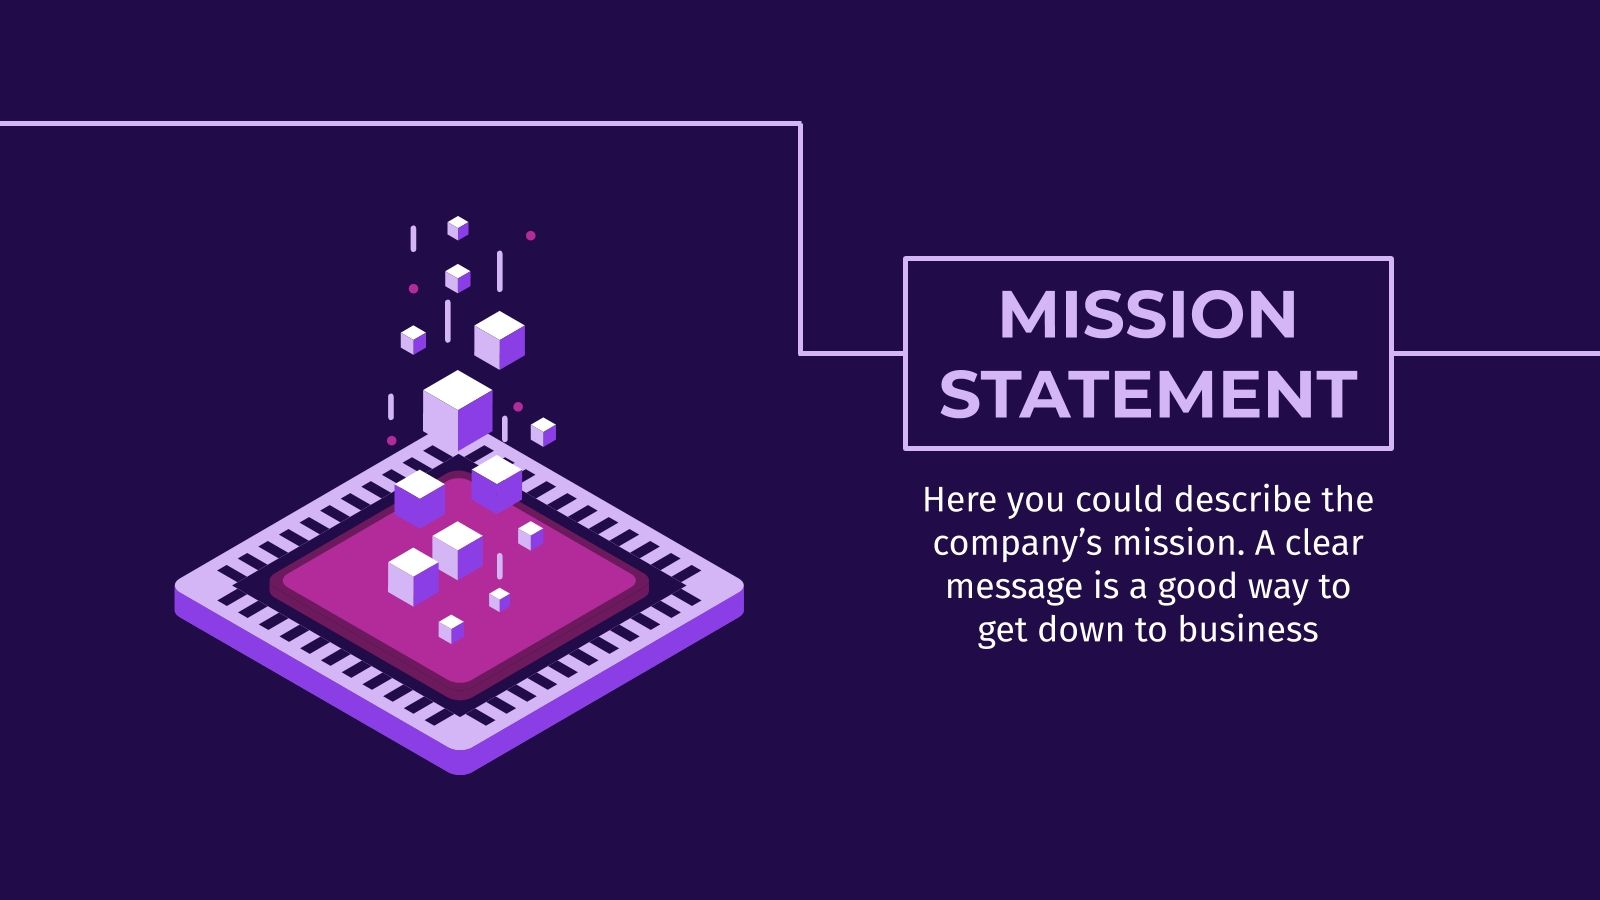 MISSION
STATEMENT
Here you could describe the
company’s mission. A clear
message is a good way to
get down to business